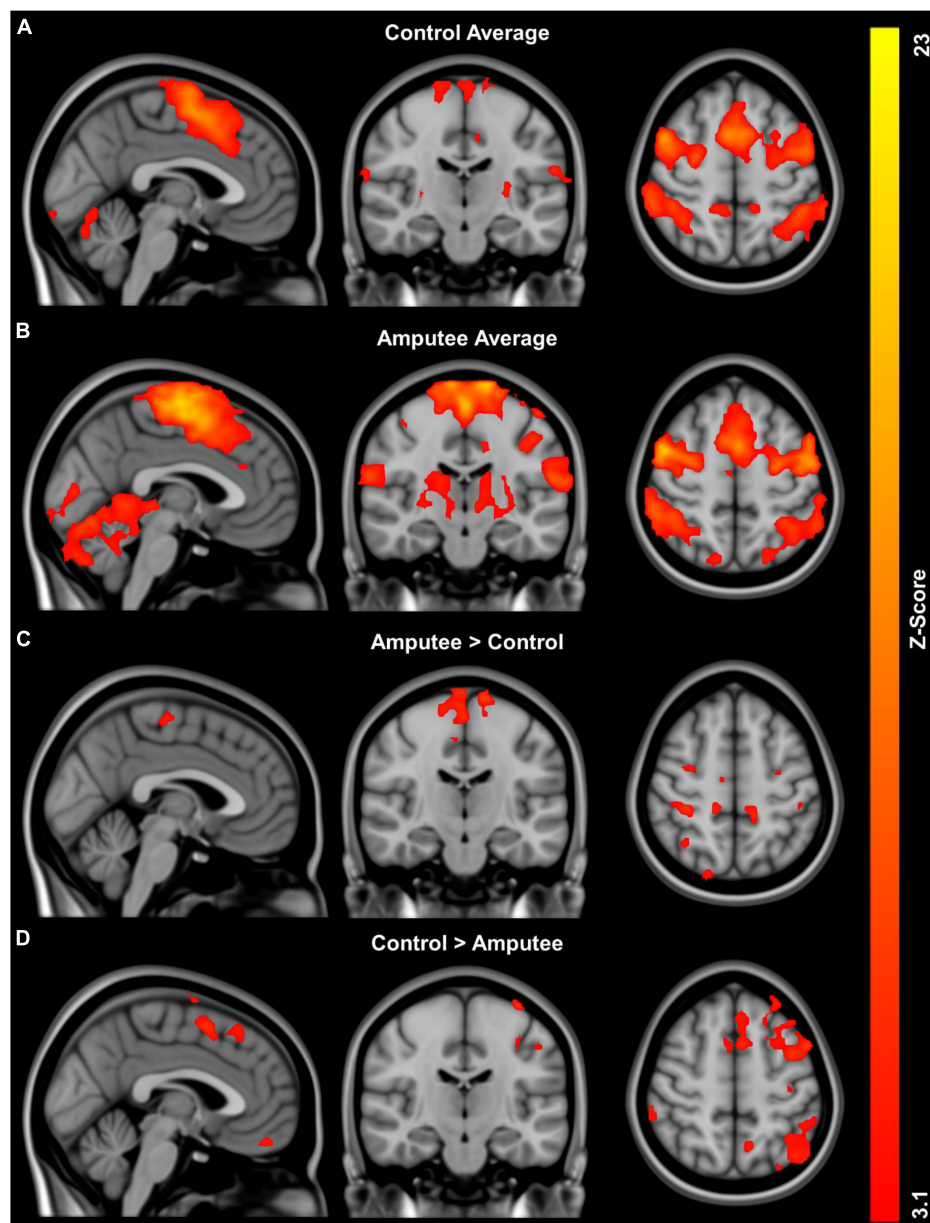 A
Control Average
23
B
Amputee Average
Z-Score
C
Amputee > Control
D
Control > Amputee
3.1